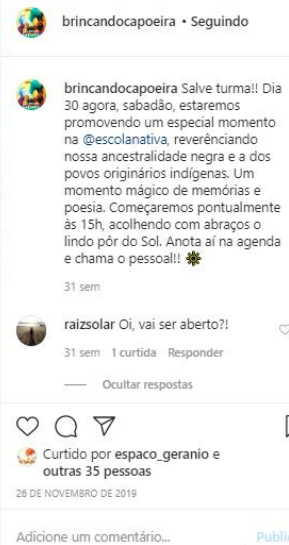 brincandocapoeira • Seguindo
brincandocapoeira Salve turma!! Dia
30 agora, sabadão, estaremos
promovendo um especial momento
na @escolanativa, reverênciando
nossa ancestralidade negra e a dos
povos originários indígenas. Um
momento mágico de memórias e
poesia. Começaremos pontualmente
às 15h, acolhendo com abraços o
lindo pôr do Sol. Anota aí na agenda
e chama o pessoal!!
31 sem
raizsolar Oi, vai ser aberto?!
31 sem 1 curtida Responder
Ocultar respostas
Curtido por espaco_geranio e
outras 35 pessoas
26 DE NOVEMBRO DE 2019
Adicione um comentário... Public